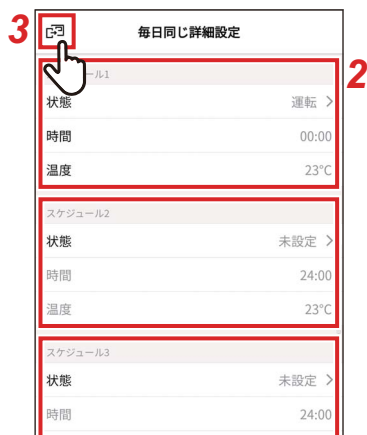 3
毎日同じ詳細設定
2
ール1
状態 運転
時間 00:00
温度 23℃
スケジュール2
状態 未設定
時間 24:00
温度 23℃
スケジュール3
状態 未設定
時間 24:00